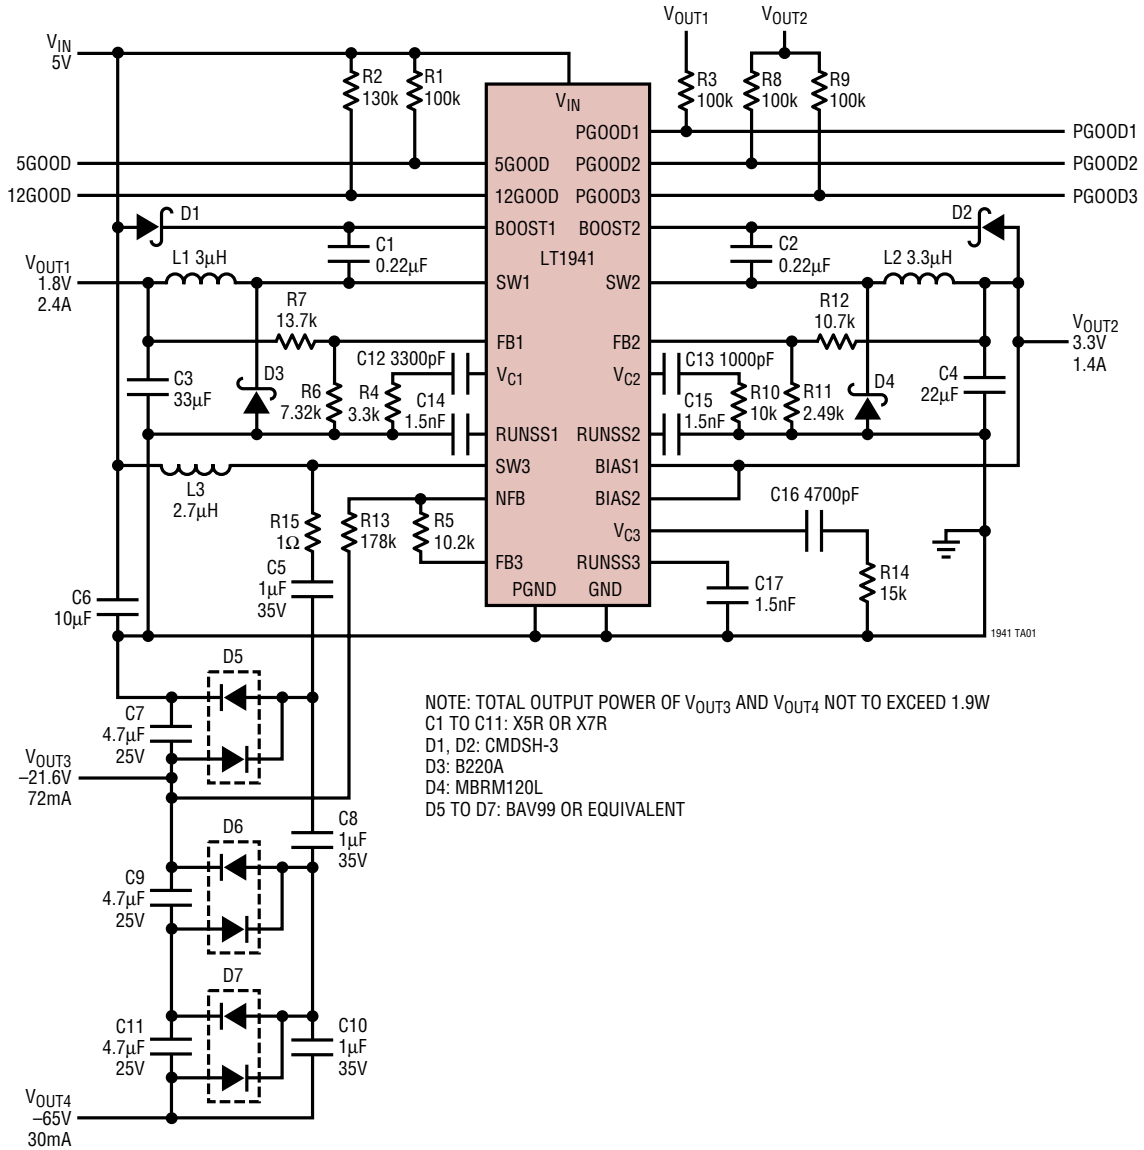 VOUT1
VOUT2
VIN
5V
R2
130k
R1
100k
R3
100k
R8
100k
R9
100k
VIN
PGOOD1
PGOOD1
5GOOD
5GOOD
PGOOD2
PGOOD2
12GOOD
12GOOD
PGOOD3
PGOOD3
D1
D2
BOOST1
BOOST2
C1
0.22µF
LT1941
C2
0.22µF
VOUT1
1.8V
2.4A
L1 3µH
SW1
SW2
L2 3.3µH
R7
13.7k
R12
10.7k
FB1
FB2
VOUT2
3.3V
1.4A
C12 3300pF
C13 1000pF
VC1
VC2
C3
33µF
D3
R6
7.32k
R4
3.3k
C14
1.5nF
C15
1.5nF
R10
10k
R11
2.49k
D4
C4
22µF
RUNSS1
RUNSS2
SW3
BIAS1
L3
2.7µH
NFB
BIAS2
C16 4700pF
R15
1Ω
R13
178k
R5
10.2k
VC3
C5
1µF
35V
FB3
RUNSS3
R14
15k
C6
10µF
PGND
GND
C17
1.5nF
1941 TA01
D5
C7
4.7µF
25V
NOTE: TOTAL OUTPUT POWER OF VOUT3 AND VOUT4 NOT TO EXCEED 1.9W
C1 TO C11: X5R OR X7R
D1, D2: CMDSH-3
D3: B220A
D4: MBRM120L
D5 TO D7: BAV99 OR EQUIVALENT
VOUT3
–21.6V
72mA
D6
C8
1µF
35V
C9
4.7µF
25V
D7
C11
4.7µF
25V
C10
1µF
35V
VOUT4
–65V
30mA